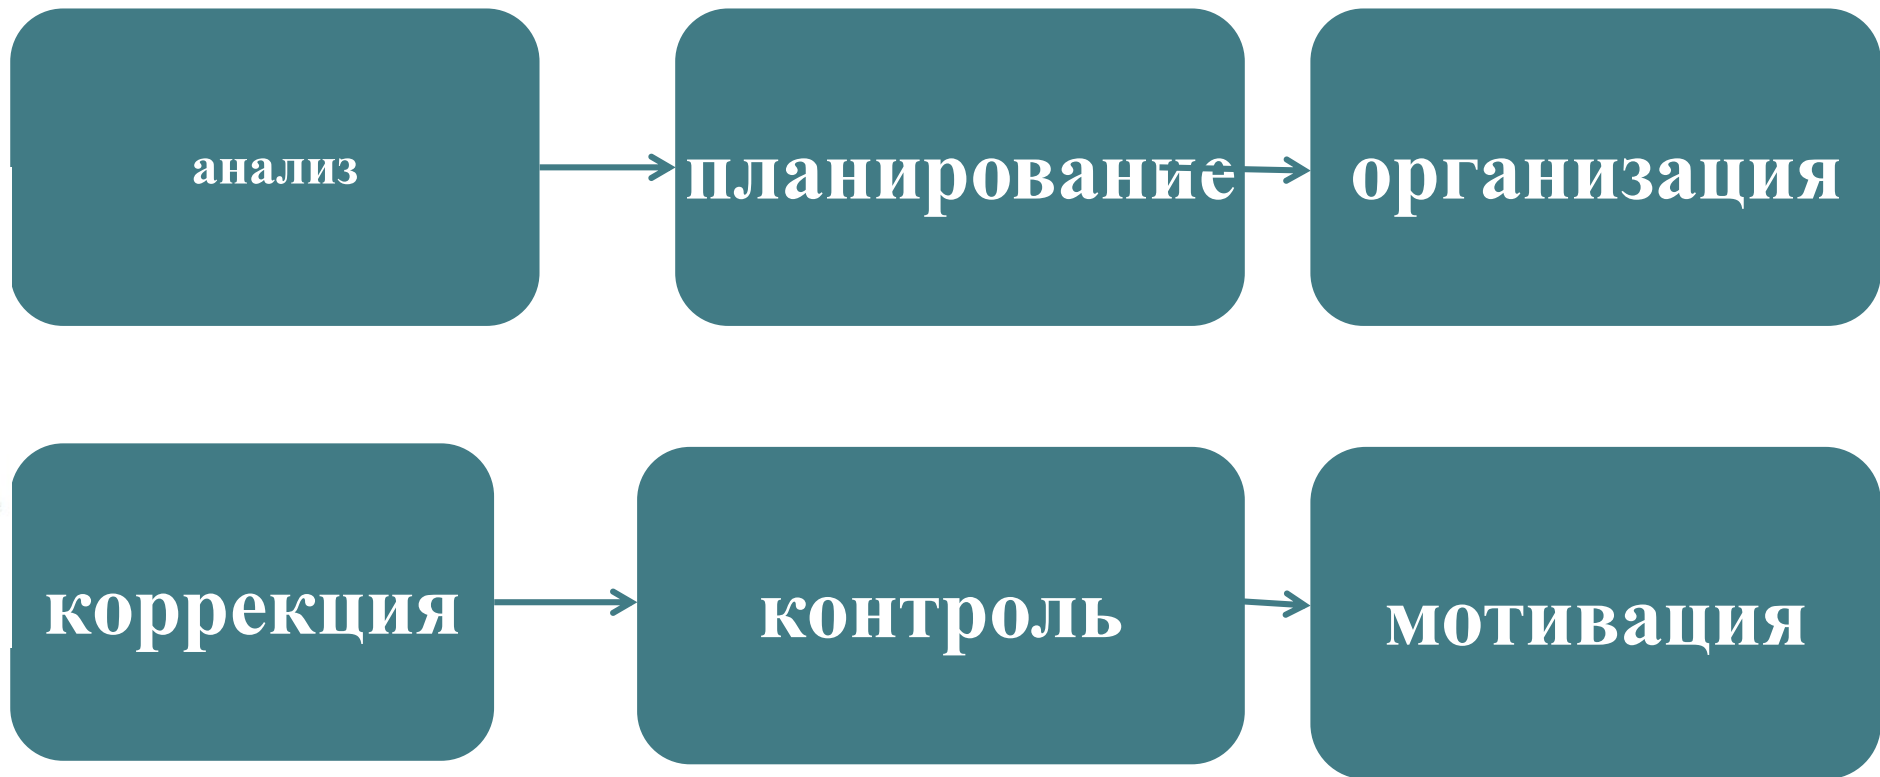 анализ
планирование
организация
коррекция
контроль
мотивация